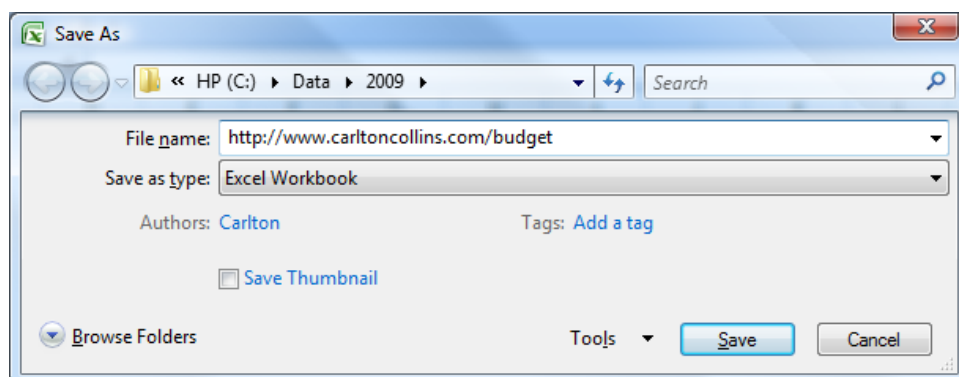 Save As
« HP (C:) ▸ Data ▸ 2009 ▸ Search
File name: http://www.carltoncollins.com/budget
Save as type: Excel Workbook
Authors: Carlton Tags: Add a tag
Save Thumbnail
Browse Folders Tools Save Cancel